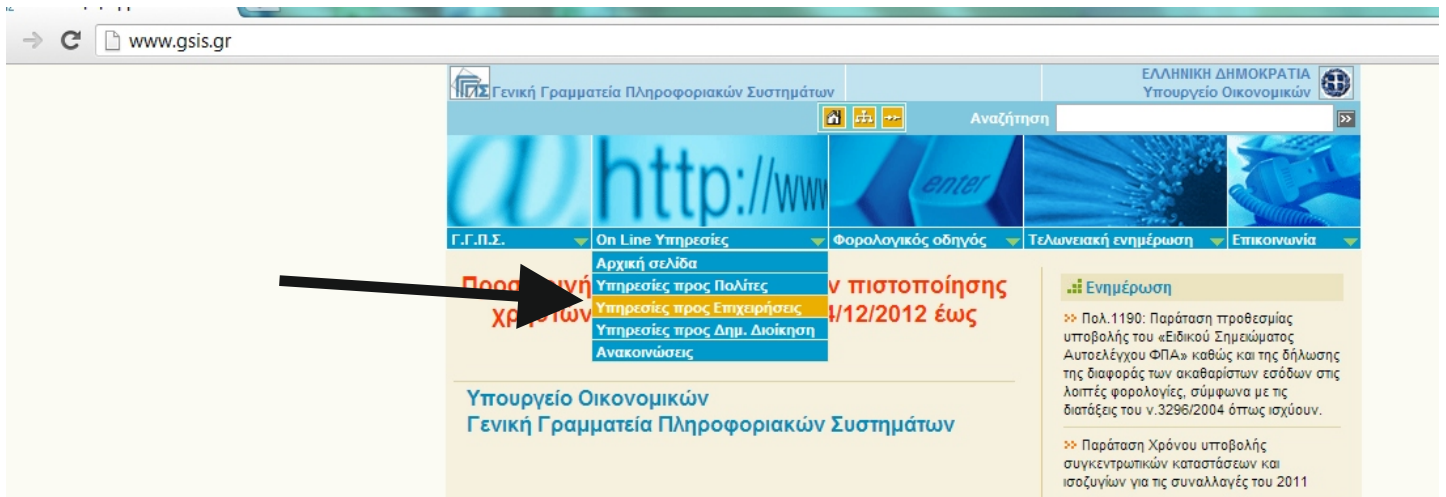 www.gsis.gr
ΓΓΠΣ Γενική Γραμματεία Πληροφοριακών Συστημάτων
ΕΛΛΗΝΙΚΗ ΔΗΜΟΚΡΑΤΙΑ
Υπουργείο Οικονομικών
Αναζήτηση
@ http://www enter
Γ.Γ.Π.Σ. On Line Υπηρεσίες Φορολογικός οδηγός Τελωνειακή ενημέρωση Επικοινωνία
Αρχική σελίδα
Υπηρεσίες προς Πολίτες
Υπηρεσίες προς Επιχειρήσεις
Υπηρεσίες προς Δημ. Διοίκηση
Ανακοινώσεις
πιστοποίησης
4/12/2012 έως
Υπουργείο Οικονομικών
Γενική Γραμματεία Πληροφοριακών Συστημάτων
Ενημέρωση
>> Πολ.1190: Παράταση προθεσμίας
υποβολής του «Ειδικού Σημειώματος
Αυτοελέγχου ΦΠΑ» καθώς και της δήλωσης
της διαφοράς των ακαθαρίστων εσόδων στις
λοιπές φορολογίες, σύμφωνα με τις
διατάξεις του ν.3296/2004 όπως ισχύουν.
>> Παράταση Χρόνου υποβολής
συγκεντρωτικών καταστάσεων και
ισοζυγίων για τις συναλλαγές του 2011